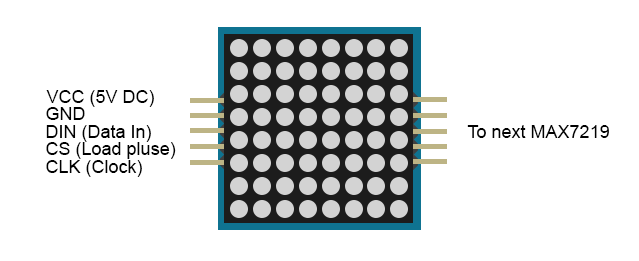 VCC (5V DC)
GND
DIN (Data In)
CS (Load pluse)
CLK (Clock)
To next MAX7219